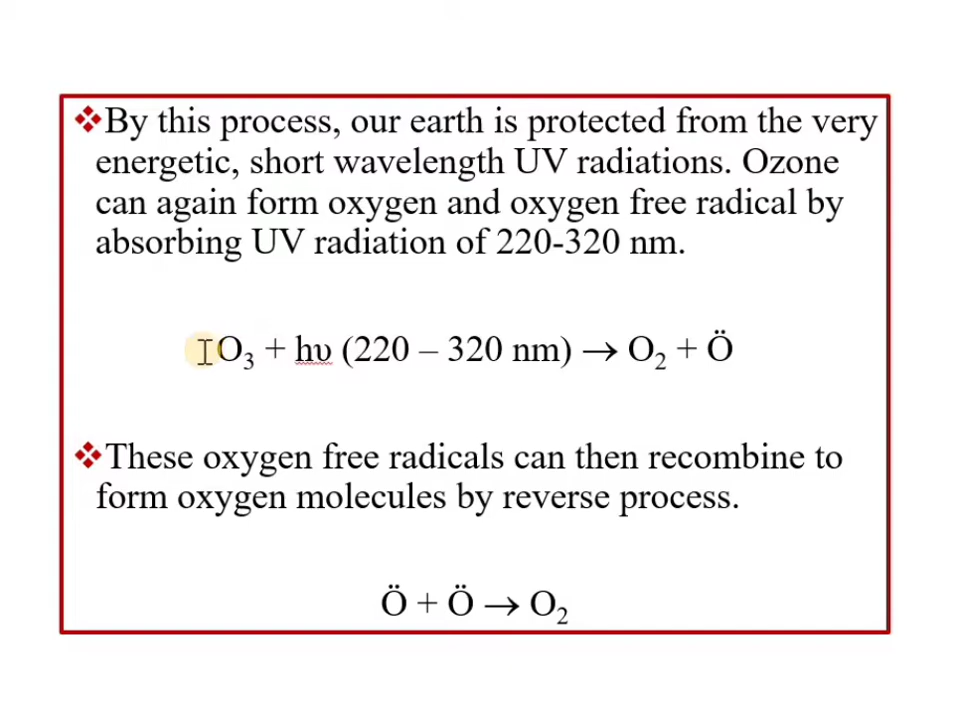 ❖By this process, our earth is protected from the very
energetic, short wavelength UV radiations. Ozone
can again form oxygen and oxygen free radical by
absorbing UV radiation of 220-320 nm.
O₃ + hυ (220 – 320 nm) → O₂ + Ö
❖These oxygen free radicals can then recombine to
form oxygen molecules by reverse process.
Ö + Ö → O₂